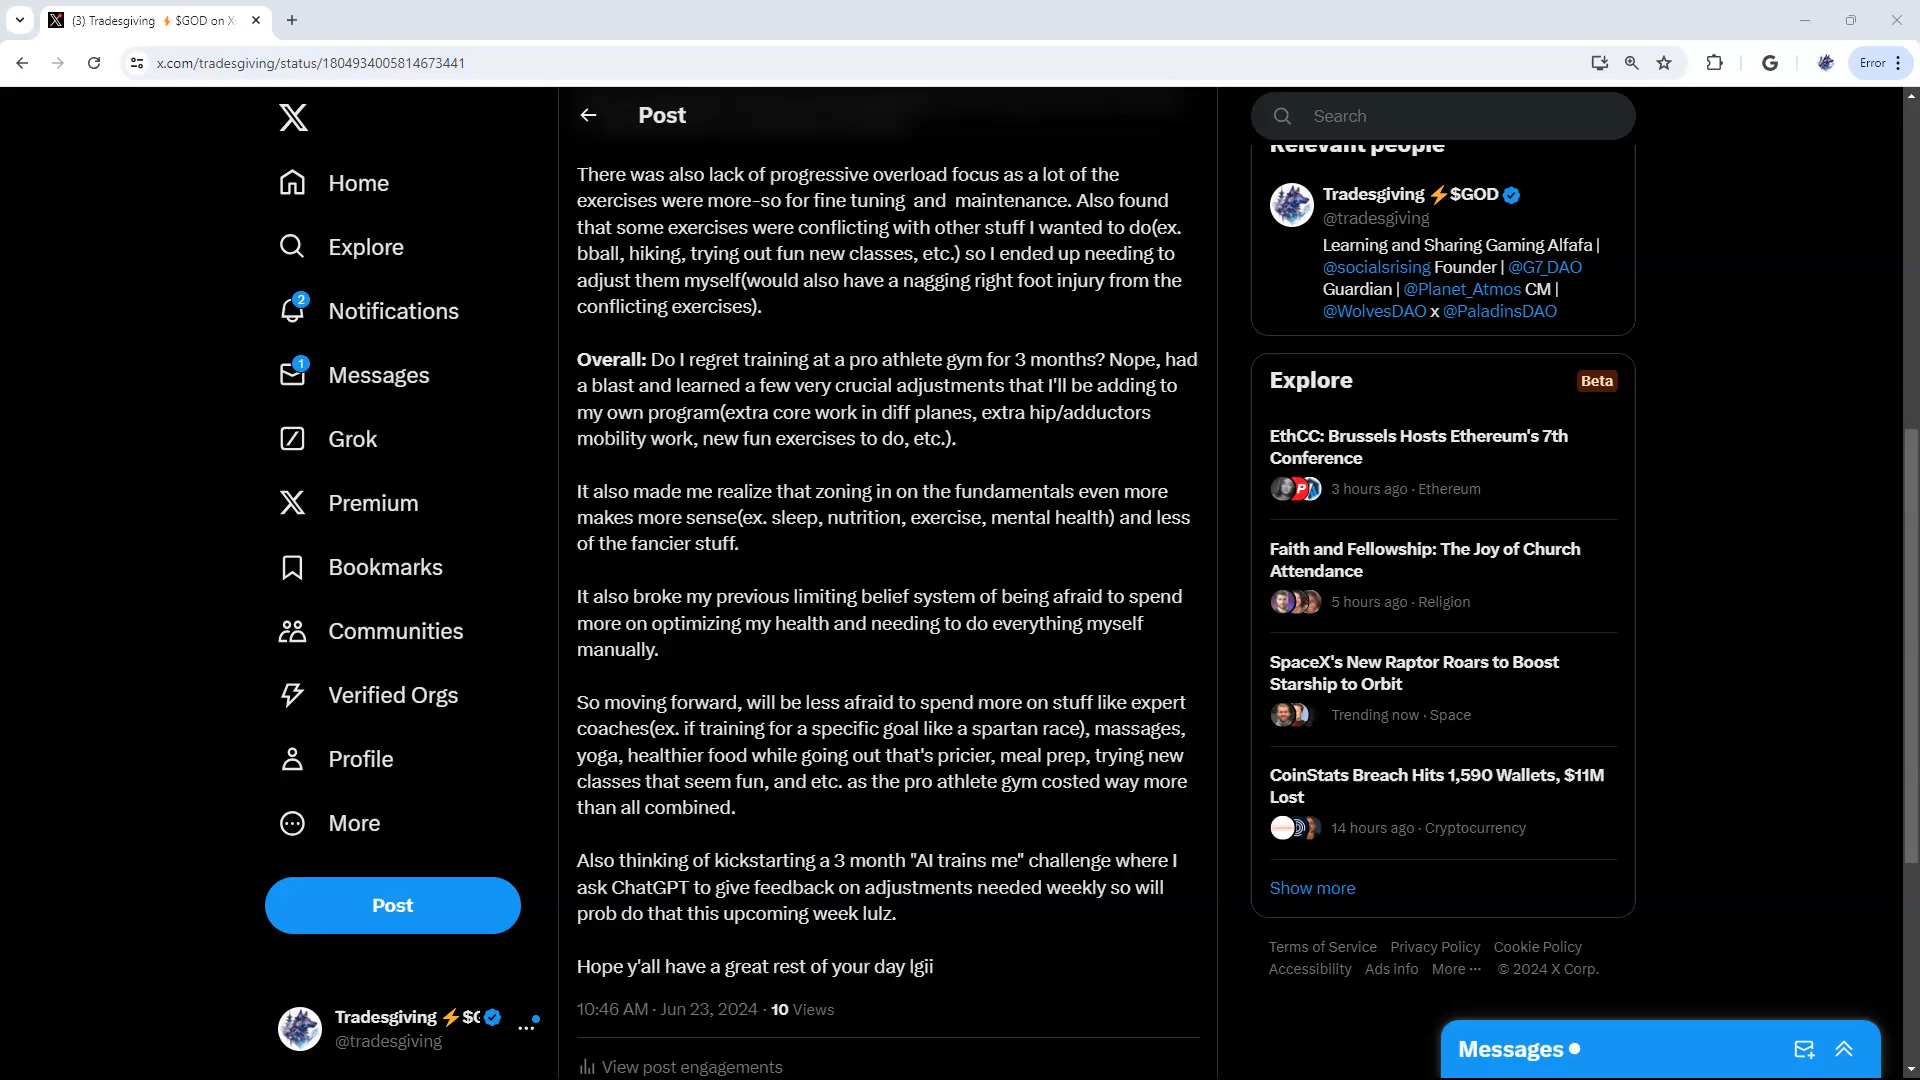 (3) Tradesgiving ⚡ $GOD on X
x.com/tradesgiving/status/1804934005814673441
Error
Home
Explore
2
Notifications
1
Messages
Grok
Premium
Bookmarks
Communities
Verified Orgs
Profile
More
Post
Tradesgiving ⚡$G
@tradesgiving
Post
There was also lack of progressive overload focus as a lot of the
exercises were more-so for fine tuning and maintenance. Also found
that some exercises were conflicting with other stuff I wanted to do(ex.
bball, hiking, trying out fun new classes, etc.) so I ended up needing to
adjust them myself(would also have a nagging right foot injury from the
conflicting exercises).
Overall: Do I regret training at a pro athlete gym for 3 months? Nope, had
a blast and learned a few very crucial adjustments that I'll be adding to
my own program(extra core work in diff planes, extra hip/adductors
mobility work, new fun exercises to do, etc.).
It also made me realize that zoning in on the fundamentals even more
makes more sense(ex. sleep, nutrition, exercise, mental health) and less
of the fancier stuff.
It also broke my previous limiting belief system of being afraid to spend
more on optimizing my health and needing to do everything myself
manually.
So moving forward, will be less afraid to spend more on stuff like expert
coaches(ex. if training for a specific goal like a spartan race), massages,
yoga, healthier food while going out that's pricier, meal prep, trying new
classes that seem fun, and etc. as the pro athlete gym costed way more
than all combined.
Also thinking of kickstarting a 3 month "AI trains me" challenge where I
ask ChatGPT to give feedback on adjustments needed weekly so will
prob do that this upcoming week lulz.
Hope y'all have a great rest of your day lgii
10:46 AM · Jun 23, 2024 · 10 Views
View post engagements
Search
Relevant people
Tradesgiving ⚡$GOD
@tradesgiving
Learning and Sharing Gaming Alfafa |
@socialsrising Founder | @G7_DAO
Guardian | @Planet_Atmos CM |
@WolvesDAO x @PaladinsDAO
Explore
Beta
EthCC: Brussels Hosts Ethereum's 7th
Conference
3 hours ago · Ethereum
Faith and Fellowship: The Joy of Church
Attendance
5 hours ago · Religion
SpaceX's New Raptor Roars to Boost
Starship to Orbit
Trending now · Space
CoinStats Breach Hits 1,590 Wallets, $11M
Lost
14 hours ago · Cryptocurrency
Show more
Terms of Service Privacy Policy Cookie Policy
Accessibility Ads info More ··· © 2024 X Corp.
Messages